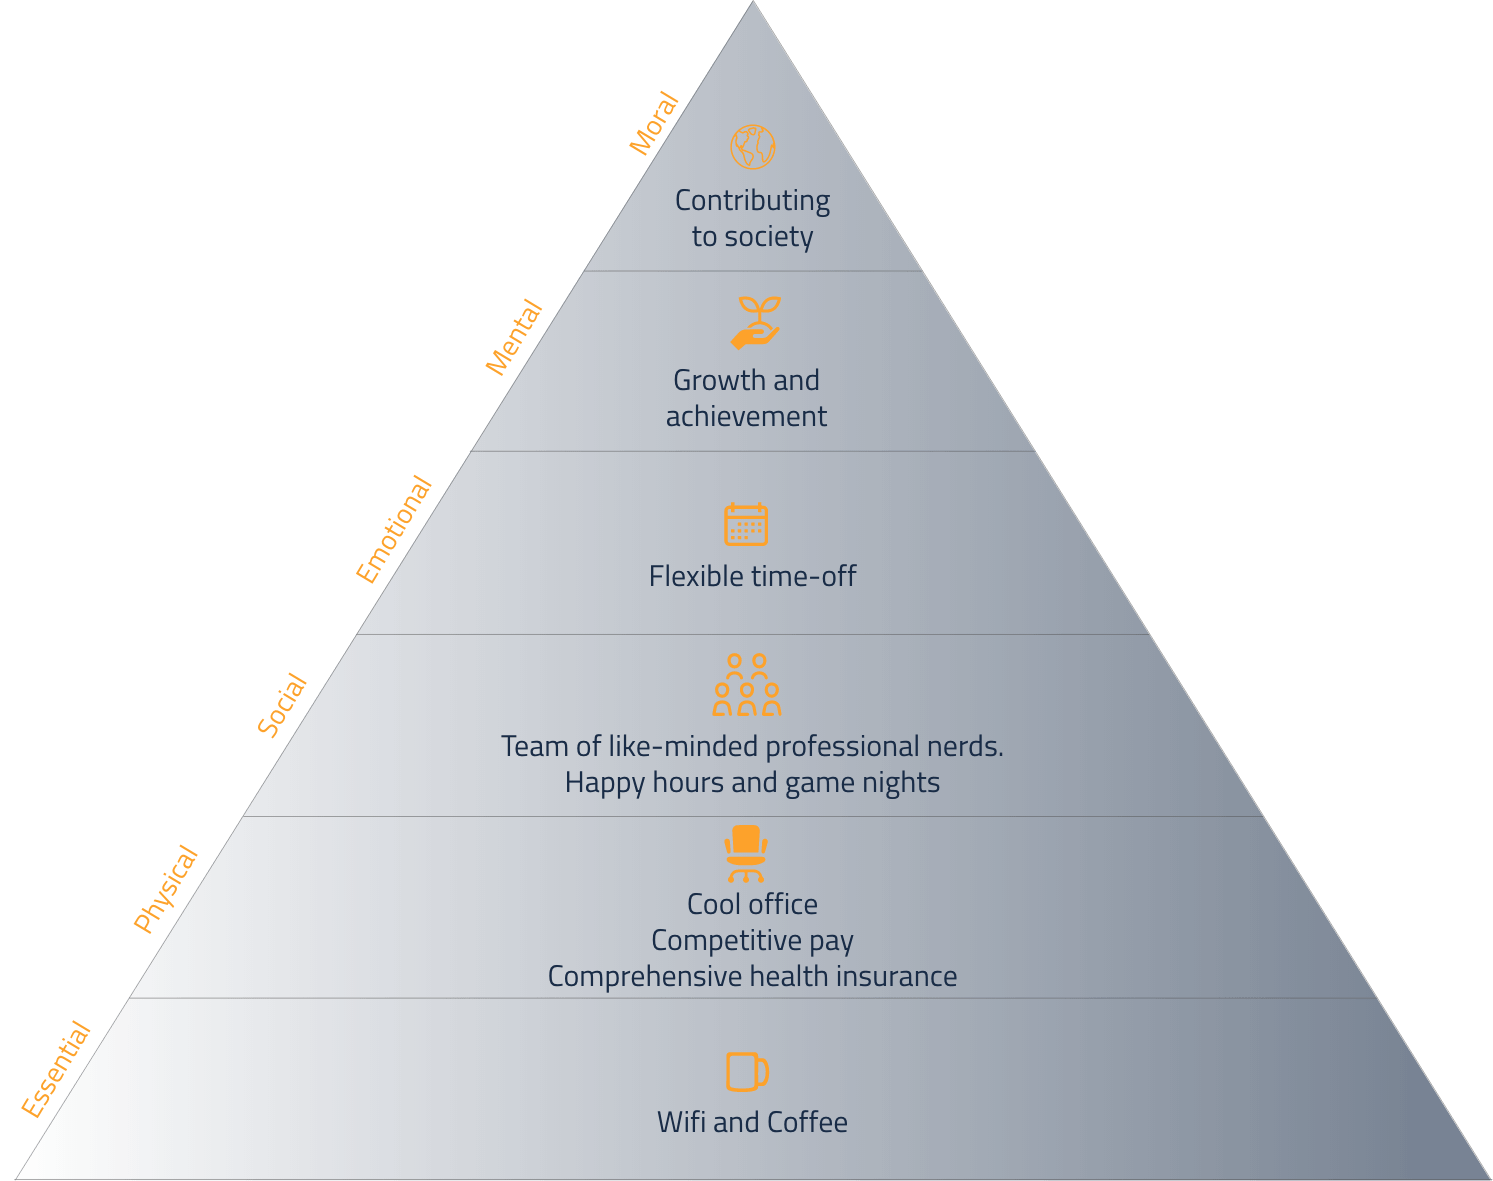 Moral
Contributing
to society
Mental
Growth and
achievement
Emotional
Flexible time-off
Social
Team of like-minded professional nerds.
Happy hours and game nights
Physical
Cool office
Competitive pay
Comprehensive health insurance
Essential
Wifi and Coffee